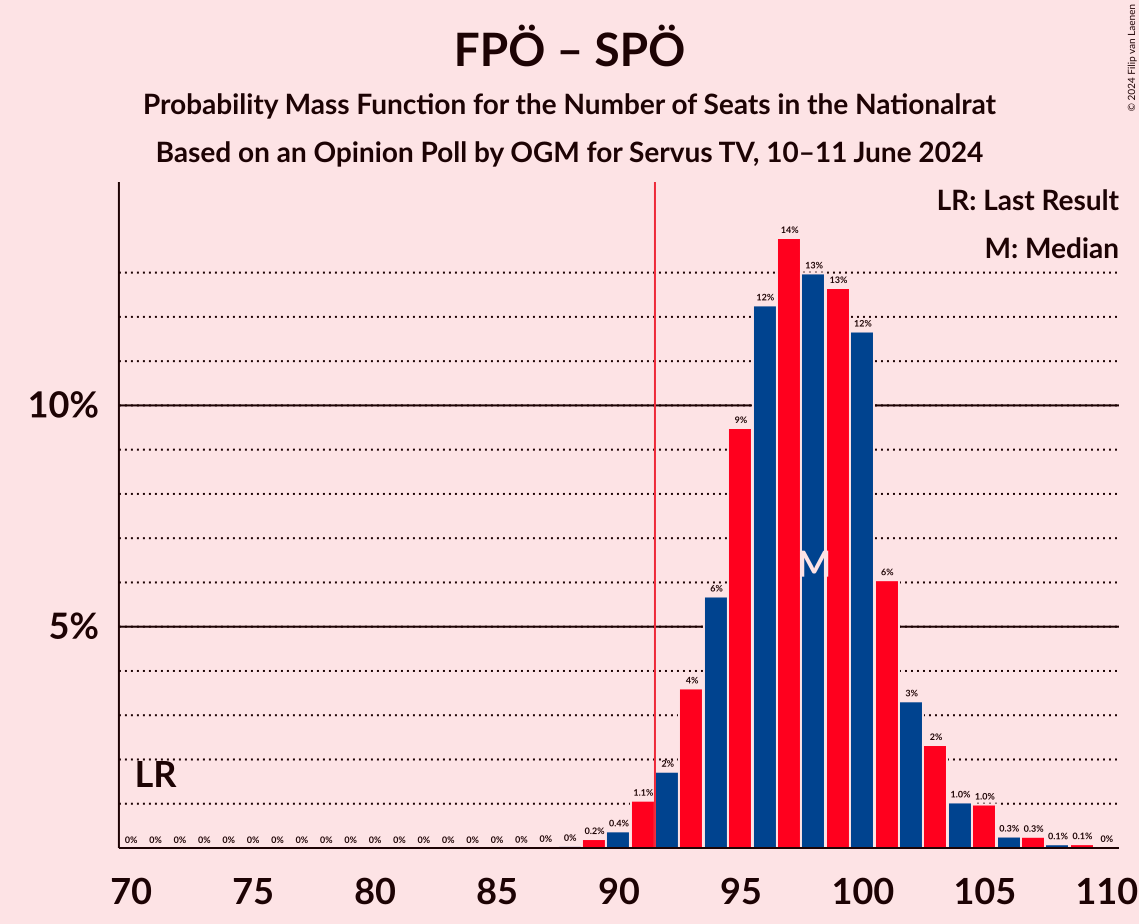 FPÖ – SPÖ
Probability Mass Function for the Number of Seats in the Nationalrat
Based on an Opinion Poll by OGM for Servus TV, 10–11 June 2024
© 2024 Filip van Laenen
LR: Last Result
M: Median
10%
5%
LR
M
0% 0% 0% 0% 0% 0% 0% 0% 0% 0% 0% 0% 0% 0% 0% 0% 0% 0% 0% 0.2% 0.4% 1.1% 2% 4% 6% 9% 12% 14% 13% 13% 12% 6% 3% 2% 1.0% 1.0% 0.3% 0.3% 0.1% 0.1% 0%
70 75 80 85 90 95 100 105 110